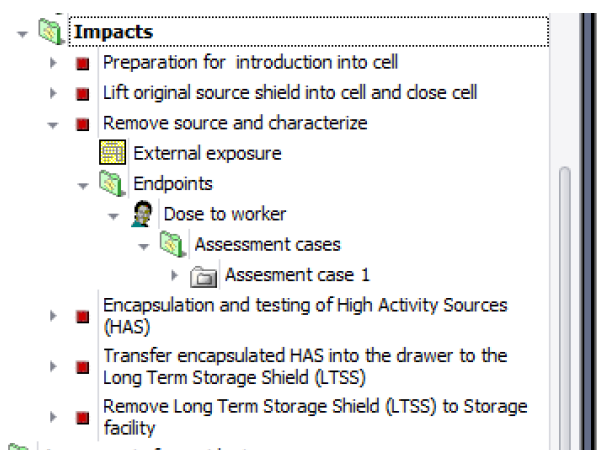 Impacts
Preparation for introduction into cell
Lift original source shield into cell and close cell
Remove source and characterize
External exposure
Endpoints
Dose to worker
Assessment cases
Assesment case 1
Encapsulation and testing of High Activity Sources
(HAS)
Transfer encapsulated HAS into the drawer to the
Long Term Storage Shield (LTSS)
Remove Long Term Storage Shield (LTSS) to Storage
facility